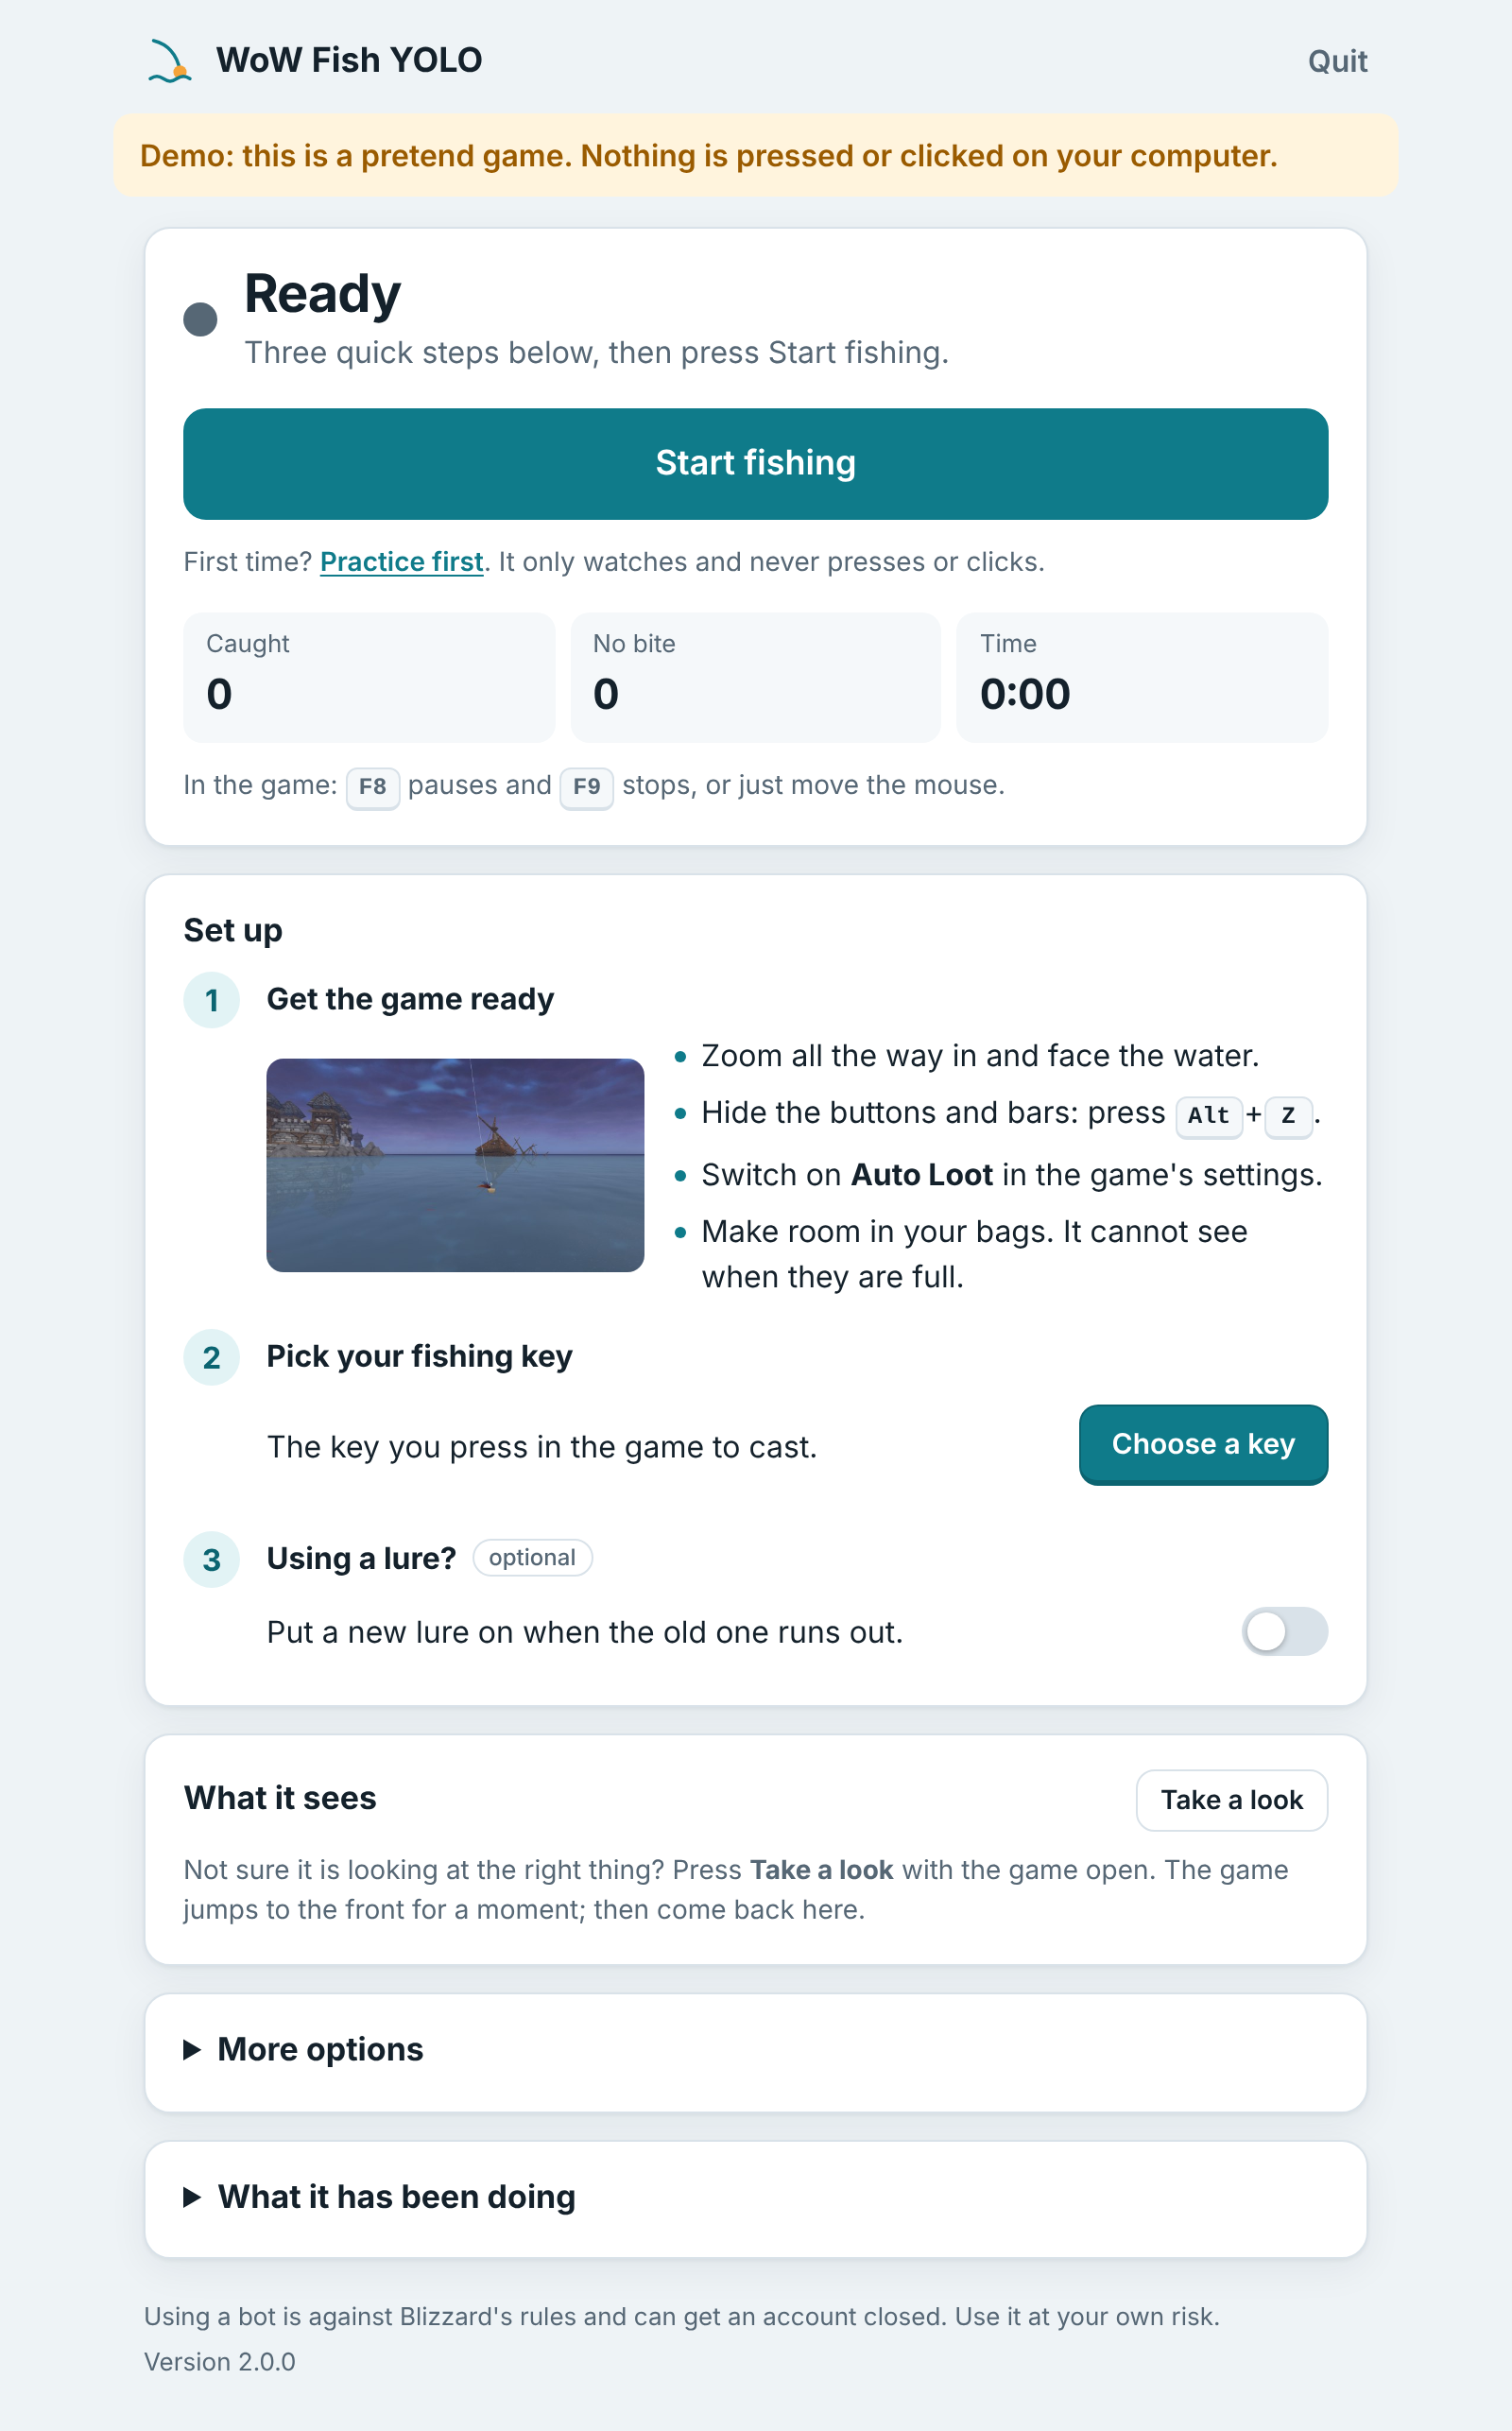 WoW Fish YOLO
Quit
Demo: this is a pretend game. Nothing is pressed or clicked on your computer.
Ready
Three quick steps below, then press Start fishing.
Start fishing
First time? Practice first. It only watches and never presses or clicks.
Caught
0
No bite
0
Time
0:00
In the game: F8 pauses and F9 stops, or just move the mouse.
Set up
1 Get the game ready
Zoom all the way in and face the water.
Hide the buttons and bars: press Alt+Z.
Switch on Auto Loot in the game's settings.
Make room in your bags. It cannot see
when they are full.
2 Pick your fishing key
The key you press in the game to cast.
Choose a key
3 Using a lure? optional
Put a new lure on when the old one runs out.
What it sees
Take a look
Not sure it is looking at the right thing? Press Take a look with the game open. The game
jumps to the front for a moment; then come back here.
More options
What it has been doing
Using a bot is against Blizzard's rules and can get an account closed. Use it at your own risk.
Version 2.0.0